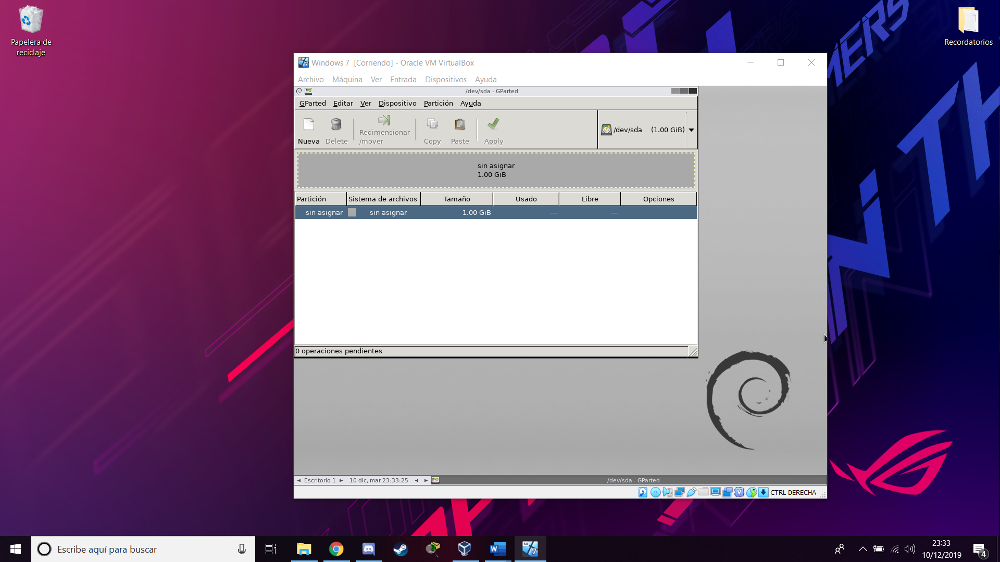 Papelera de
reciclaje
Recordatorios
Windows 7 [Corriendo] - Oracle VM VirtualBox
Archivo Máquina Ver Entrada Dispositivos Ayuda
/dev/sda - GParted
GParted Editar Ver Dispositivo Partición Ayuda
Nueva Delete Redimensionar
/mover Copy Paste Apply
/dev/sda (1.00 GiB)
sin asignar
1.00 GiB
Partición Sistema de archivos Tamaño Usado Libre Opciones
sin asignar sin asignar 1.00 GiB --- ---
0 operaciones pendientes
Escritorio 1 10 dic, mar 23:33:25 /dev/sda - GParted
CTRL DERECHA
Escribe aquí para buscar
23:33
10/12/2019
4